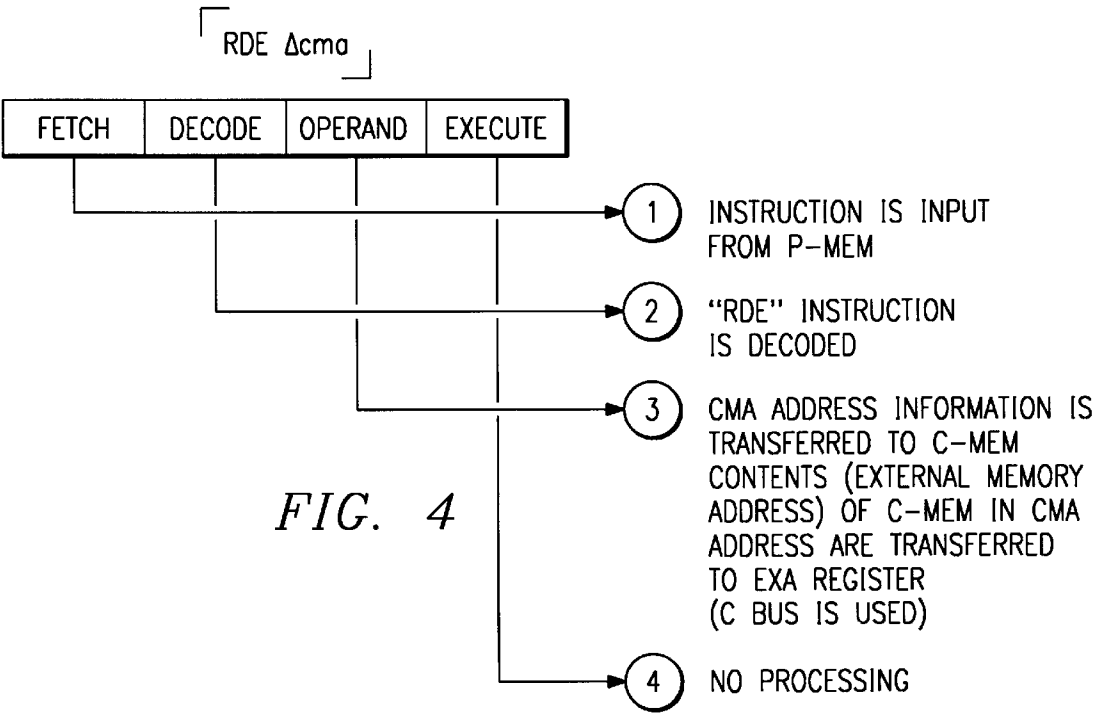 RDE Δcma
FETCH DECODE OPERAND EXECUTE
1 INSTRUCTION IS INPUT
FROM P-MEM
2 "RDE" INSTRUCTION
IS DECODED
3 CMA ADDRESS INFORMATION IS
TRANSFERRED TO C-MEM
CONTENTS (EXTERNAL MEMORY
ADDRESS) OF C-MEM IN CMA
ADDRESS ARE TRANSFERRED
TO EXA REGISTER
(C BUS IS USED)
FIG. 4
4 NO PROCESSING